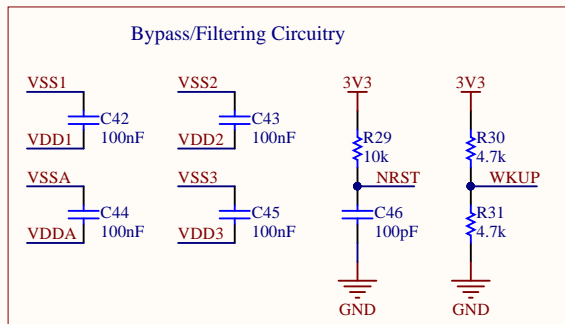 Bypass/Filtering Circuitry
VSS1
C42
100nF
VDD1
VSS2
C43
100nF
VDD2
3V3
R29
10k
NRST
C46
100pF
GND
3V3
R30
4.7k
WKUP
R31
4.7k
GND
VSSA
C44
100nF
VDDA
VSS3
C45
100nF
VDD3